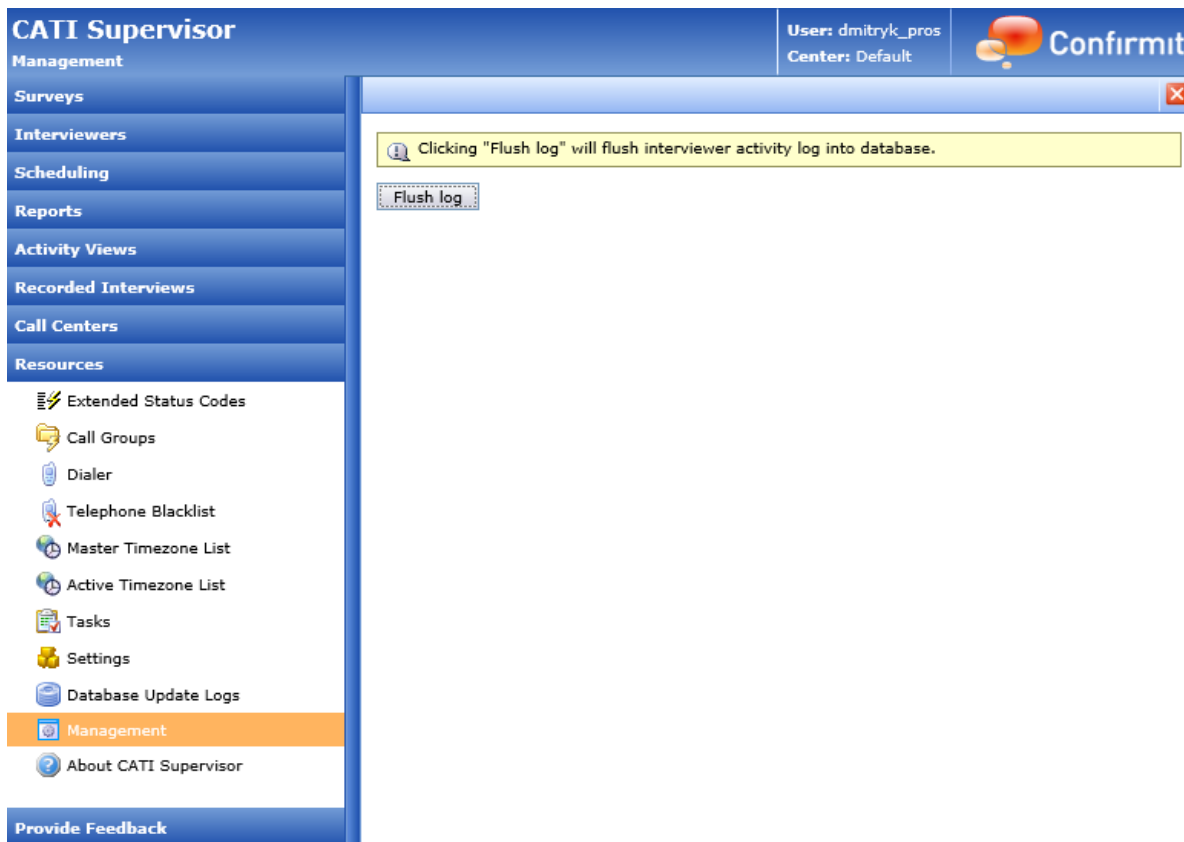 CATI Supervisor
Management
User: dmitryk_pros
Center: Default
Confirmit
Surveys
Interviewers
Scheduling
Reports
Activity Views
Recorded Interviews
Call Centers
Resources
Extended Status Codes
Call Groups
Dialer
Telephone Blacklist
Master Timezone List
Active Timezone List
Tasks
Settings
Database Update Logs
Management
About CATI Supervisor
Provide Feedback
Clicking "Flush log" will flush interviewer activity log into database.
Flush log